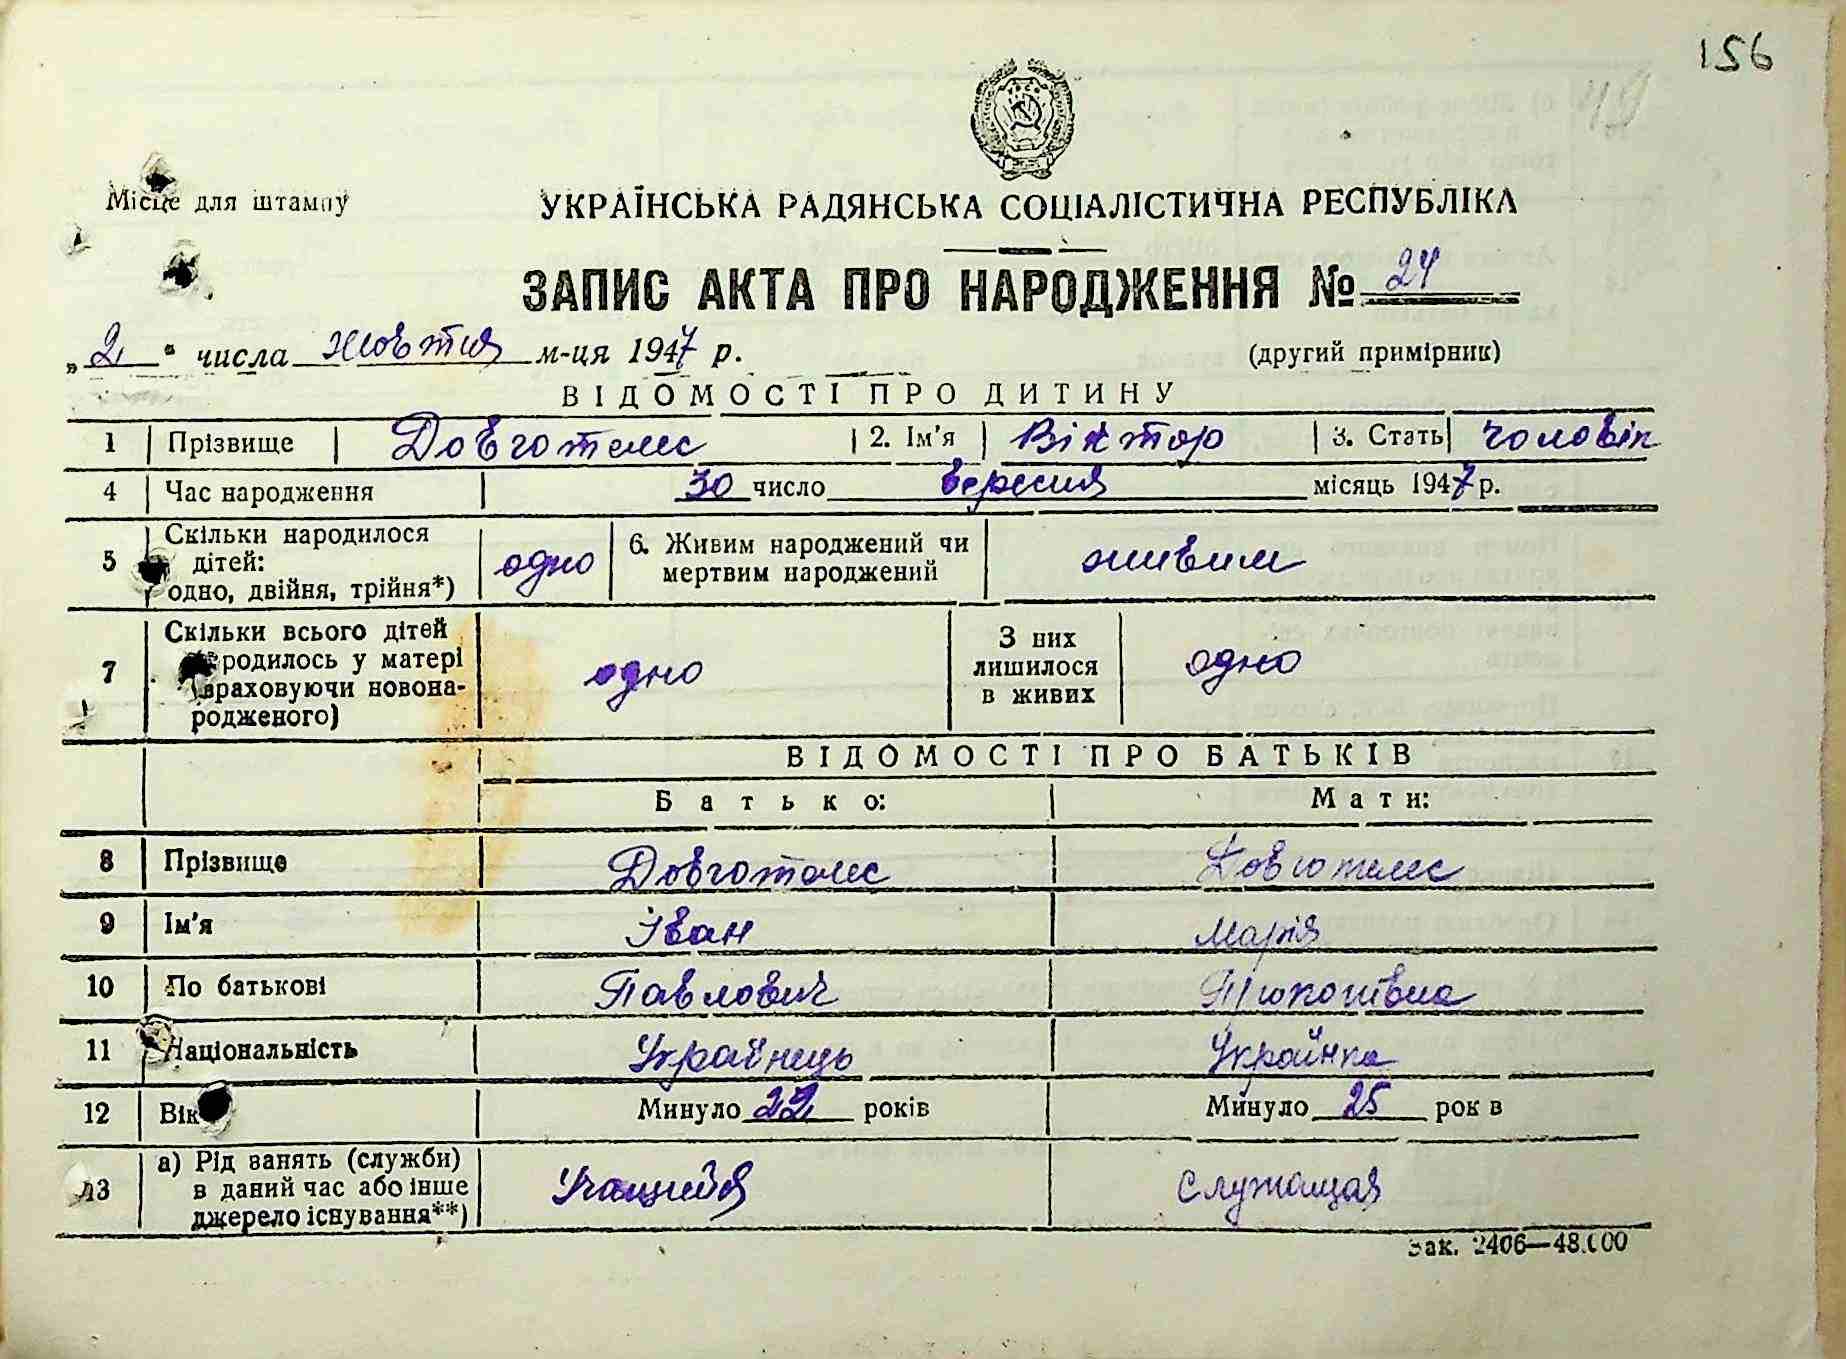 156
49
Місце для штампу
УКРАЇНСЬКА РАДЯНСЬКА СОЦІАЛІСТИЧНА РЕСПУБЛІКА
ЗАПИС АКТА ПРО НАРОДЖЕННЯ № 24
„2“ числа жовтня м-ця 1947 р. (другий примірник)
ВІДОМОСТІ ПРО ДИТИНУ
1 Прізвище Довготелес 2. Ім'я Віктор 3. Стать чоловік
4 Час народження 30 число вересня місяць 1947 р.
5 Скільки народилося дітей: одно, двійня, трійня*) одно 6. Живим народжений чи мертвим народжений живим
7 Скільки всього дітей родилось у матері (враховуючи новонародженого) одно З них лишилося в живих одно
ВІДОМОСТІ ПРО БАТЬКІВ
Батько: Мати:
8 Прізвище Довготелес Довготелес
9 Ім'я Іван Марія
10 По батькові Павлович
11 Національність Українець Українка
12 Вік Минуло 22 років Минуло 25 рок в
13 а) Рід занять (служби) в даний час або інше джерело існування**) Учащийся Служащая
Зак. 2406—48.000